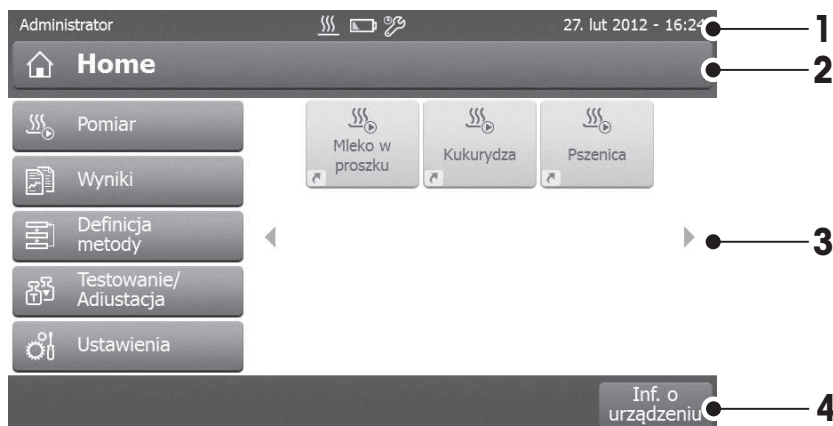 Administrator
27. lut 2012 - 16:24
1
Home
2
Pomiar
Wyniki
Definicja
metody
Testowanie/
Adiustacja
Ustawienia
Mleko w
proszku
Kukurydza
Pszenica
3
Inf. o
urządzeniu
4